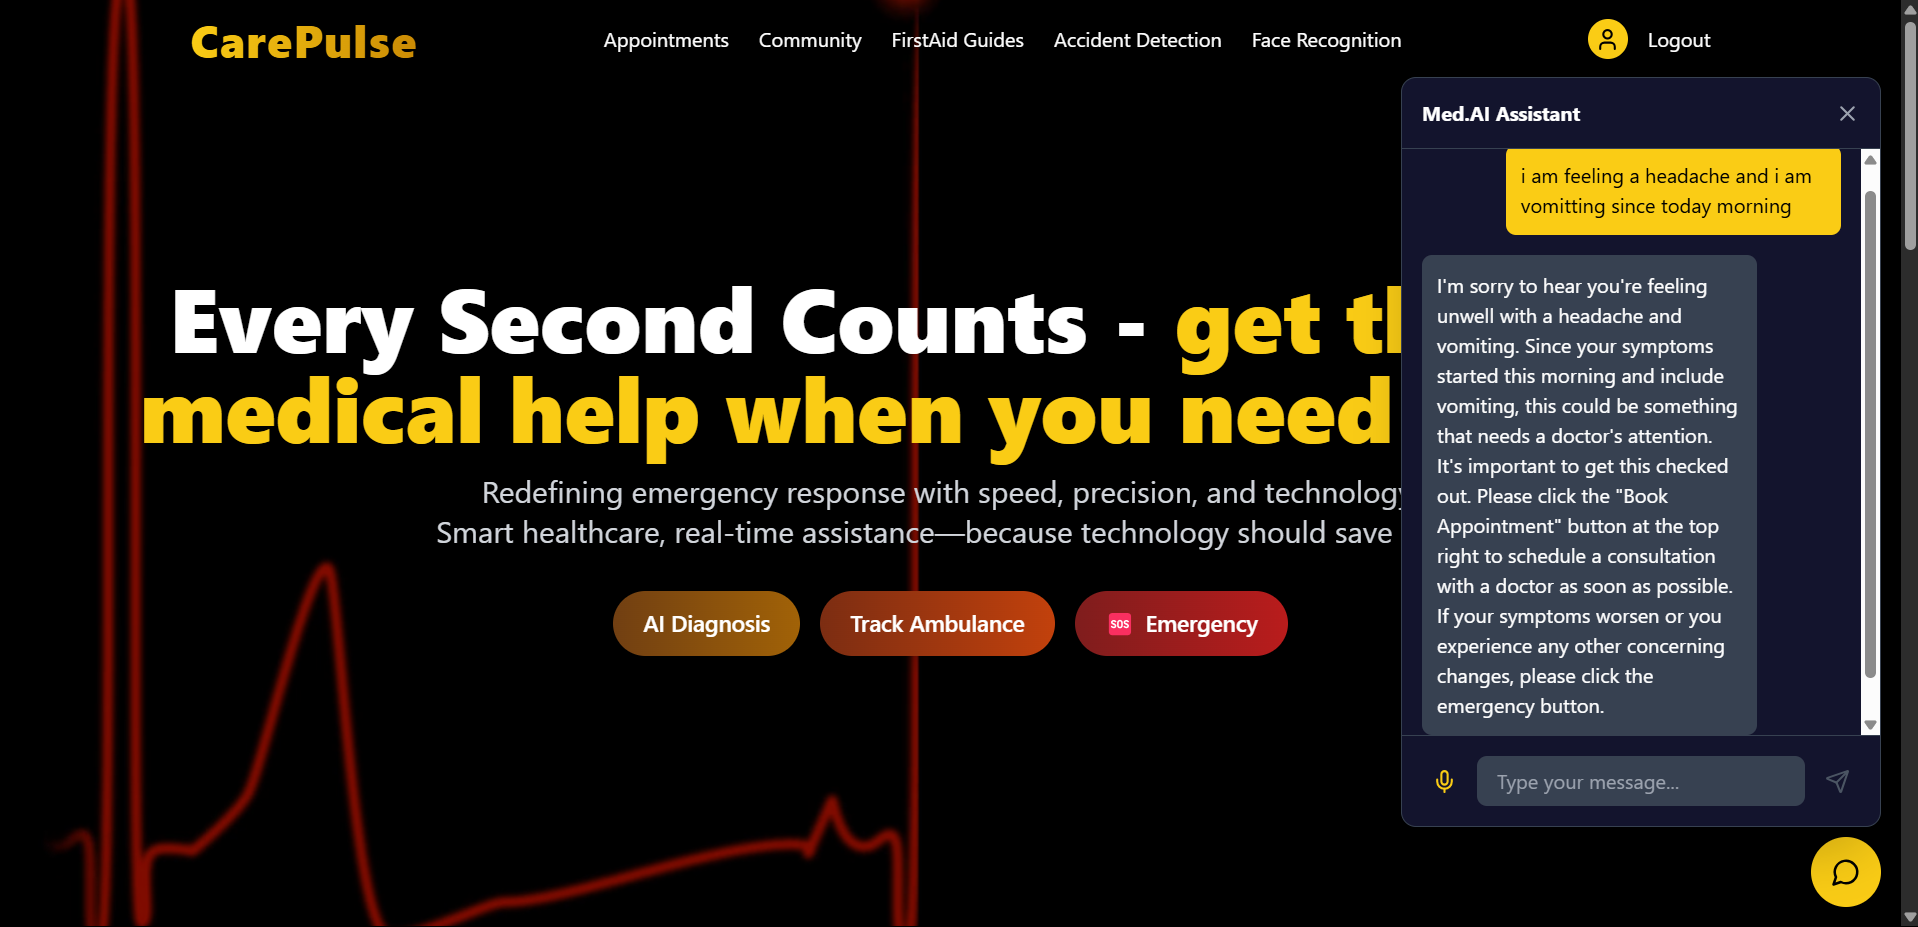 CarePulse
Appointments
Community
FirstAid Guides
Accident Detection
Face Recognition
Logout
Every Second Counts - get
medical help when you need
Redefining emergency response with speed, precision, and technology
Smart healthcare, real-time assistance—because technology should save
AI Diagnosis
Track Ambulance
SOS Emergency
Med.AI Assistant
i am feeling a headache and i am
vomitting since today morning
I'm sorry to hear you're feeling
unwell with a headache and
vomiting. Since your symptoms
started this morning and include
vomiting, this could be something
that needs a doctor's attention.
It's important to get this checked
out. Please click the "Book
Appointment" button at the top
right to schedule a consultation
with a doctor as soon as possible.
If your symptoms worsen or you
experience any other concerning
changes, please click the
emergency button.
Type your message...